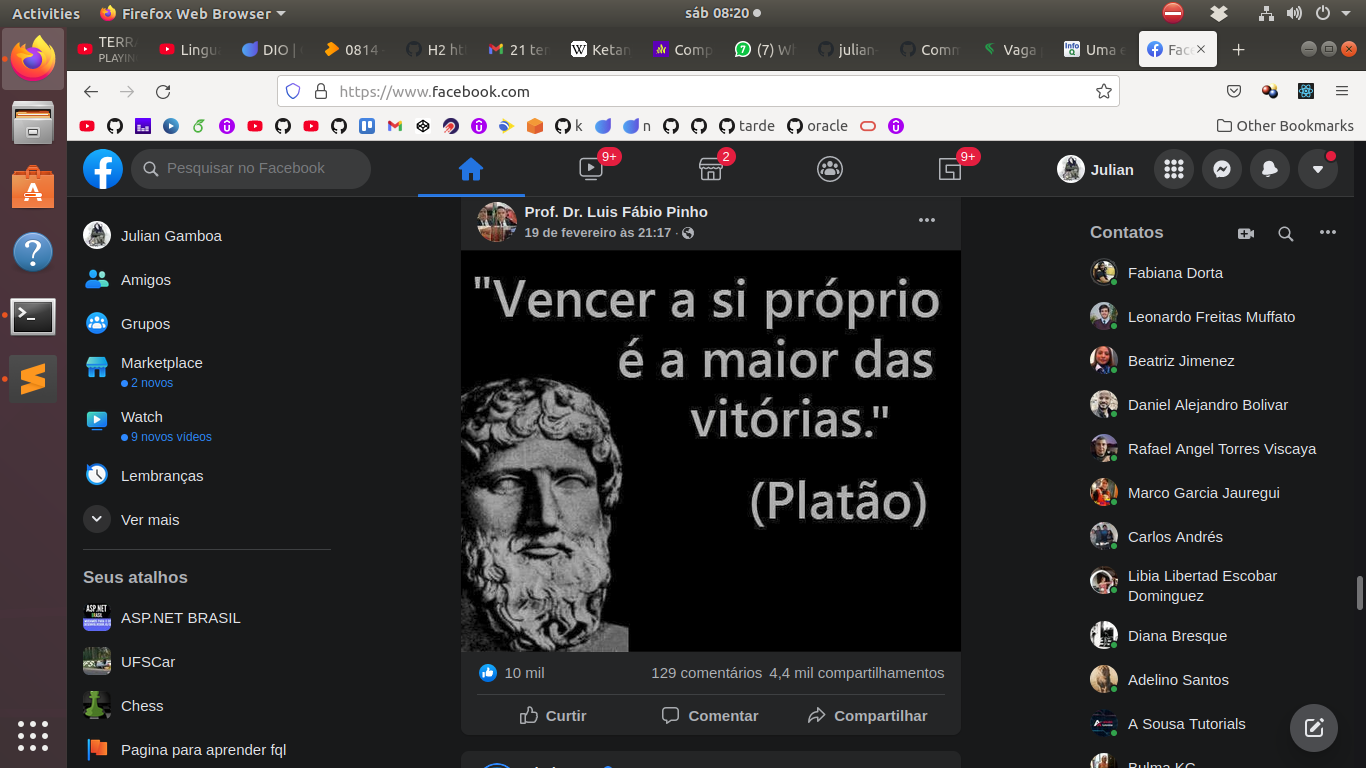 Activities
Firefox Web Browser
sáb 08:20
TERRA
PLAYING
Lingu
DIO |
0814
H2 ht
21 ter
Ketan
Comp
(7) Wh
julian-
Comm
Vaga
Uma e
Face
https://www.facebook.com
k
n
tarde
oracle
Other Bookmarks
Pesquisar no Facebook
9+
2
9+
Julian
Julian Gamboa
Amigos
Grupos
Marketplace
2 novos
Watch
9 novos vídeos
Lembranças
Ver mais
Seus atalhos
ASP.NET BRASIL
UFSCar
Chess
Pagina para aprender fql
Prof. Dr. Luis Fábio Pinho
19 de fevereiro às 21:17 ·
"Vencer a si próprio
é a maior das
vitórias."
(Platão)
10 mil
129 comentários 4,4 mil compartilhamentos
Curtir
Comentar
Compartilhar
Contatos
Fabiana Dorta
Leonardo Freitas Muffato
Beatriz Jimenez
Daniel Alejandro Bolivar
Rafael Angel Torres Viscaya
Marco Garcia Jauregui
Carlos Andrés
Libia Libertad Escobar
Dominguez
Diana Bresque
Adelino Santos
A Sousa Tutorials
Bulma KC